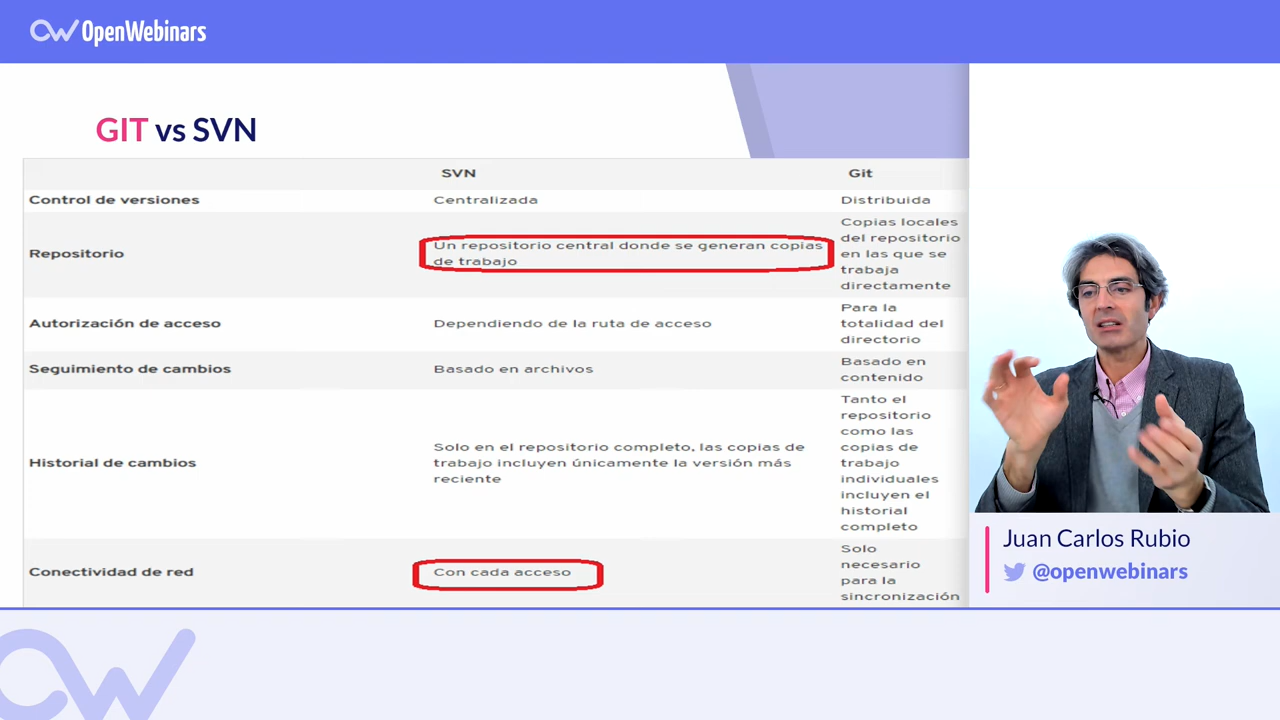 OpenWebinars
GIT vs SVN
SVN
Git
Control de versiones
Centralizada
Distribuida
Repositorio
Un repositorio central donde se generan copias
de trabajo
Copias locales
del repositorio
en las que se
trabaja
directamente
Autorización de acceso
Dependiendo de la ruta de acceso
Para la
totalidad del
directorio
Seguimiento de cambios
Basado en archivos
Basado en
contenido
Historial de cambios
Solo en el repositorio completo, las copias de
trabajo incluyen únicamente la versión más
reciente
Tanto el
repositorio
como las
copias de
trabajo
individuales
incluyen el
historial
completo
Conectividad de red
Con cada acceso
Solo
necesario
para la
sincronización
Juan Carlos Rubio
@openwebinars